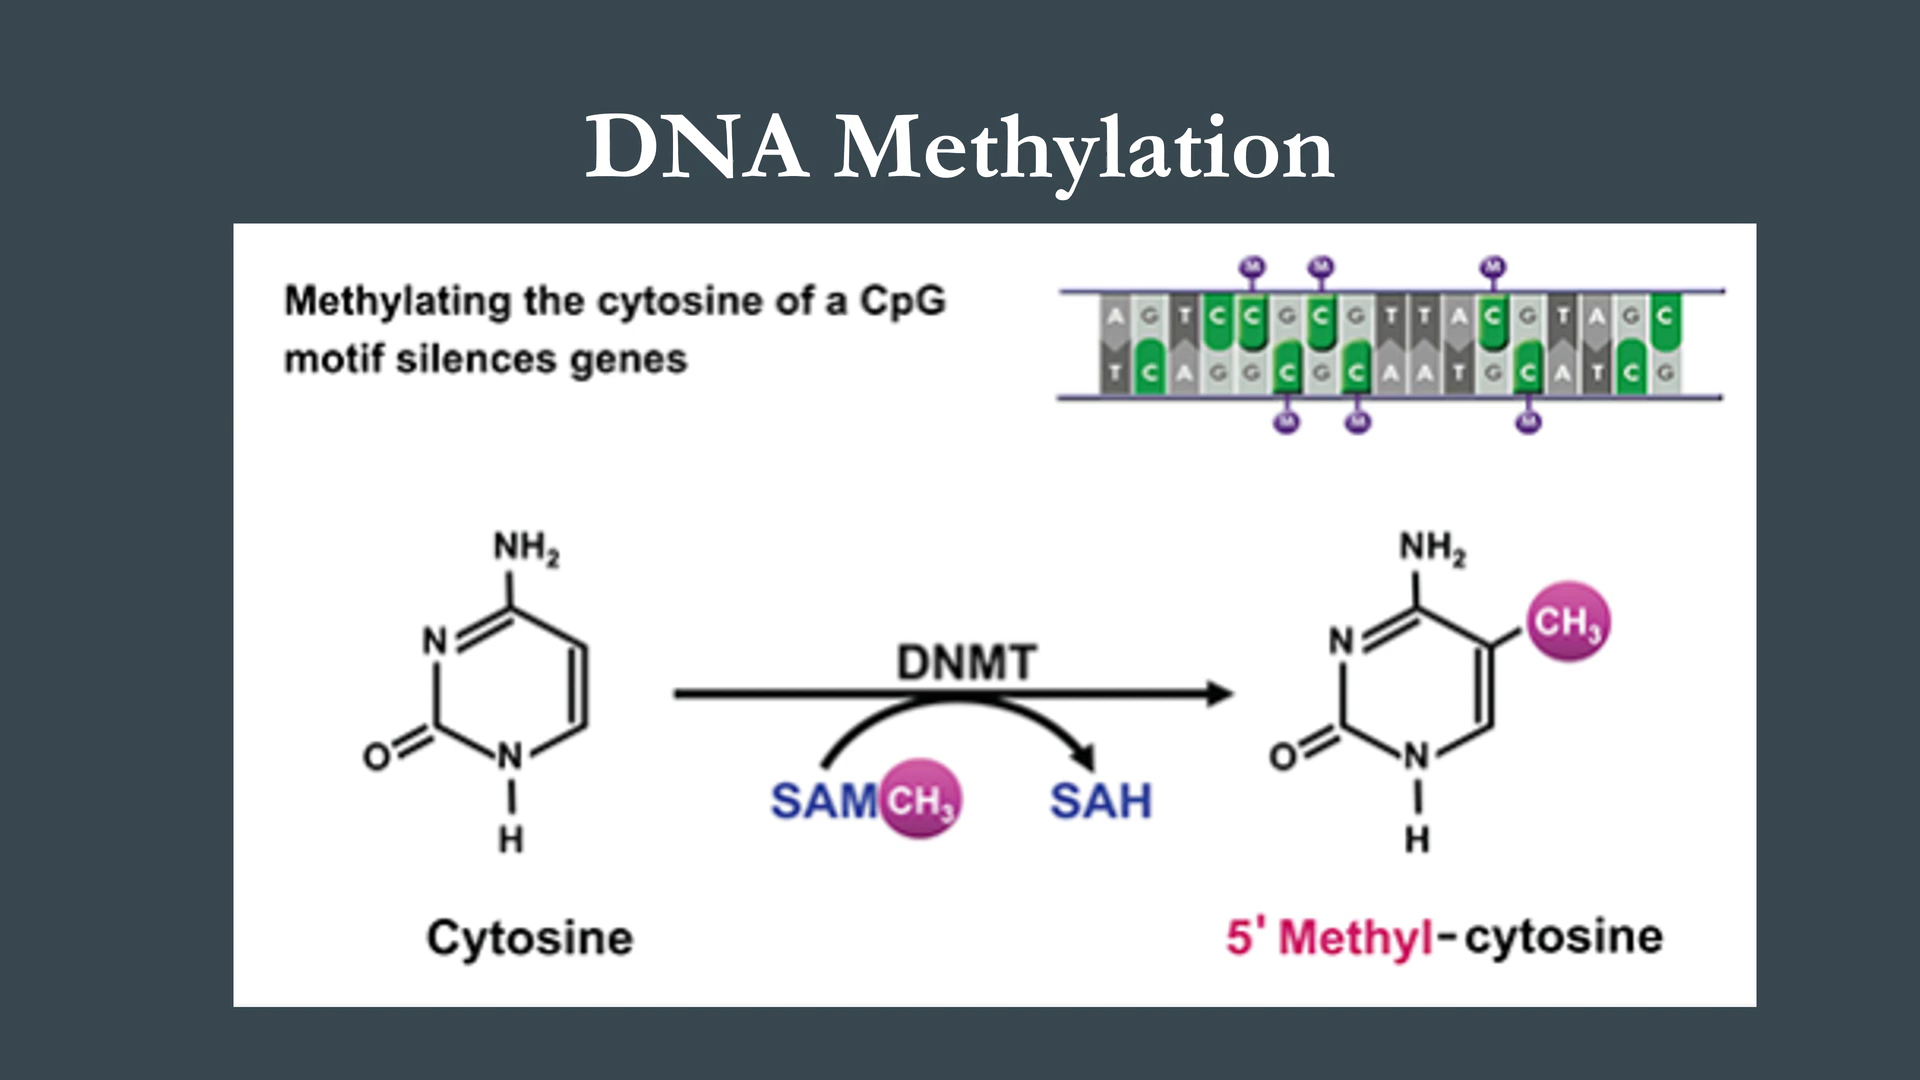 DNA Methylation
Methylating the cytosine of a CpG
motif silences genes
M M M
A G T C C G C G T T A C G T A G C
T C A G G C G C A A T G C A T C G
M M M
NH₂
N
O
N
H
Cytosine
DNMT
SAM CH₃ SAH
NH₂
CH₃
N
O
N
H
5' Methyl-cytosine